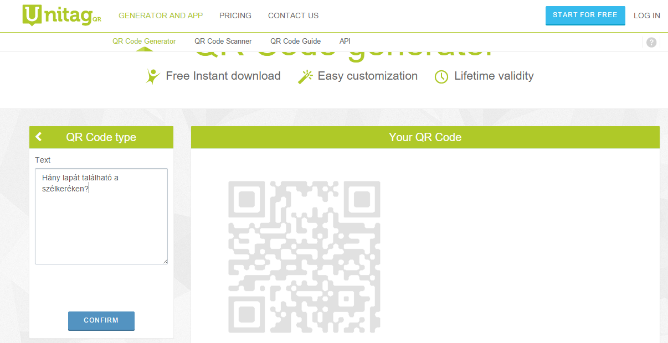 Unitag QR
GENERATOR AND APP PRICING CONTACT US START FOR FREE LOG IN
QR Code Generator QR Code Scanner QR Code Guide API ?
QR Code generator
Free Instant download Easy customization Lifetime validity
QR Code type
Your QR Code
Text
Hány lapát található a
szélkeréken?
CONFIRM